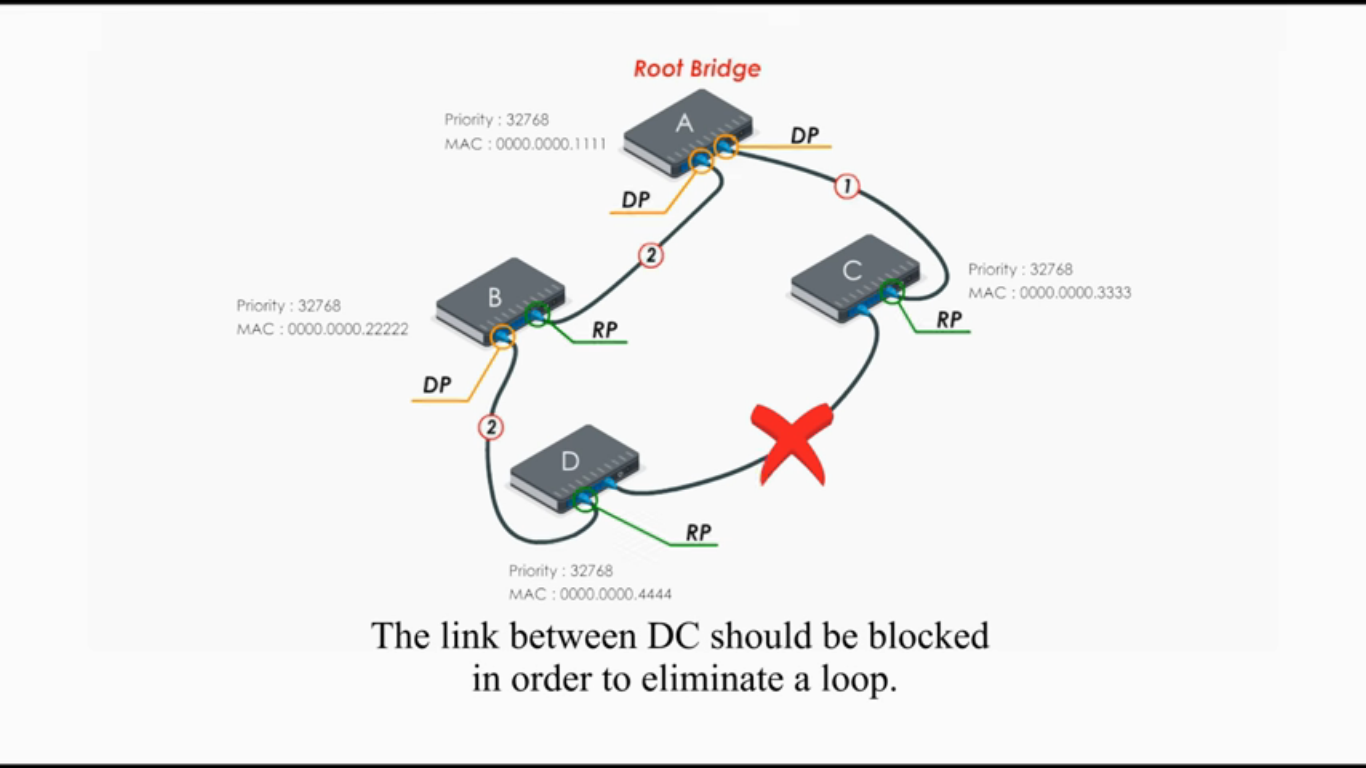 Root Bridge
Priority : 32768
MAC : 0000.0000.1111
A
DP
DP
1
2
B
Priority : 32768
MAC : 0000.0000.22222
RP
DP
C
Priority : 32768
MAC : 0000.0000.3333
RP
2
D
RP
Priority : 32768
MAC : 0000.0000.4444
The link between DC should be blocked
in order to eliminate a loop.